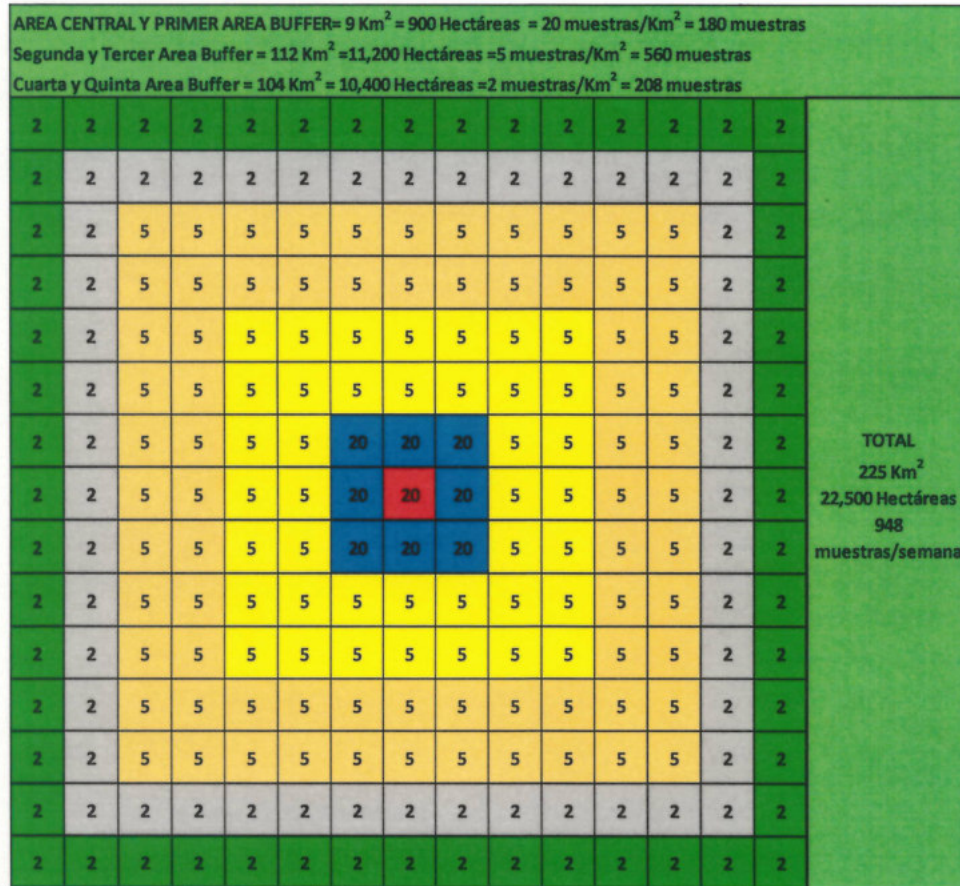 AREA CENTRAL Y PRIMER AREA BUFFER= 9 Km² = 900 Hectáreas = 20 muestras/Km² = 180 muestras
Segunda y Tercer Area Buffer = 112 Km² =11,200 Hectáreas =5 muestras/Km² = 560 muestras
Cuarta y Quinta Area Buffer = 104 Km² = 10,400 Hectáreas =2 muestras/Km² = 208 muestras
2 2 2 2 2 2 2 2 2 2 2 2 2 2 2
2 2 2 2 2 2 2 2 2 2 2 2 2 2 2
2 2 5 5 5 5 5 5 5 5 5 5 5 2 2
2 2 5 5 5 5 5 5 5 5 5 5 5 2 2
2 2 5 5 5 5 5 5 5 5 5 5 5 2 2
2 2 5 5 5 5 5 5 5 5 5 5 5 2 2
2 2 5 5 5 5 20 20 20 5 5 5 5 2 2
2 2 5 5 5 5 20 20 20 5 5 5 5 2 2
2 2 5 5 5 5 20 20 20 5 5 5 5 2 2
2 2 5 5 5 5 5 5 5 5 5 5 5 2 2
2 2 5 5 5 5 5 5 5 5 5 5 5 2 2
2 2 5 5 5 5 5 5 5 5 5 5 5 2 2
2 2 5 5 5 5 5 5 5 5 5 5 5 2 2
2 2 2 2 2 2 2 2 2 2 2 2 2 2 2
2 2 2 2 2 2 2 2 2 2 2 2 2 2 2
TOTAL
225 Km²
22,500 Hectáreas
948
muestras/semana